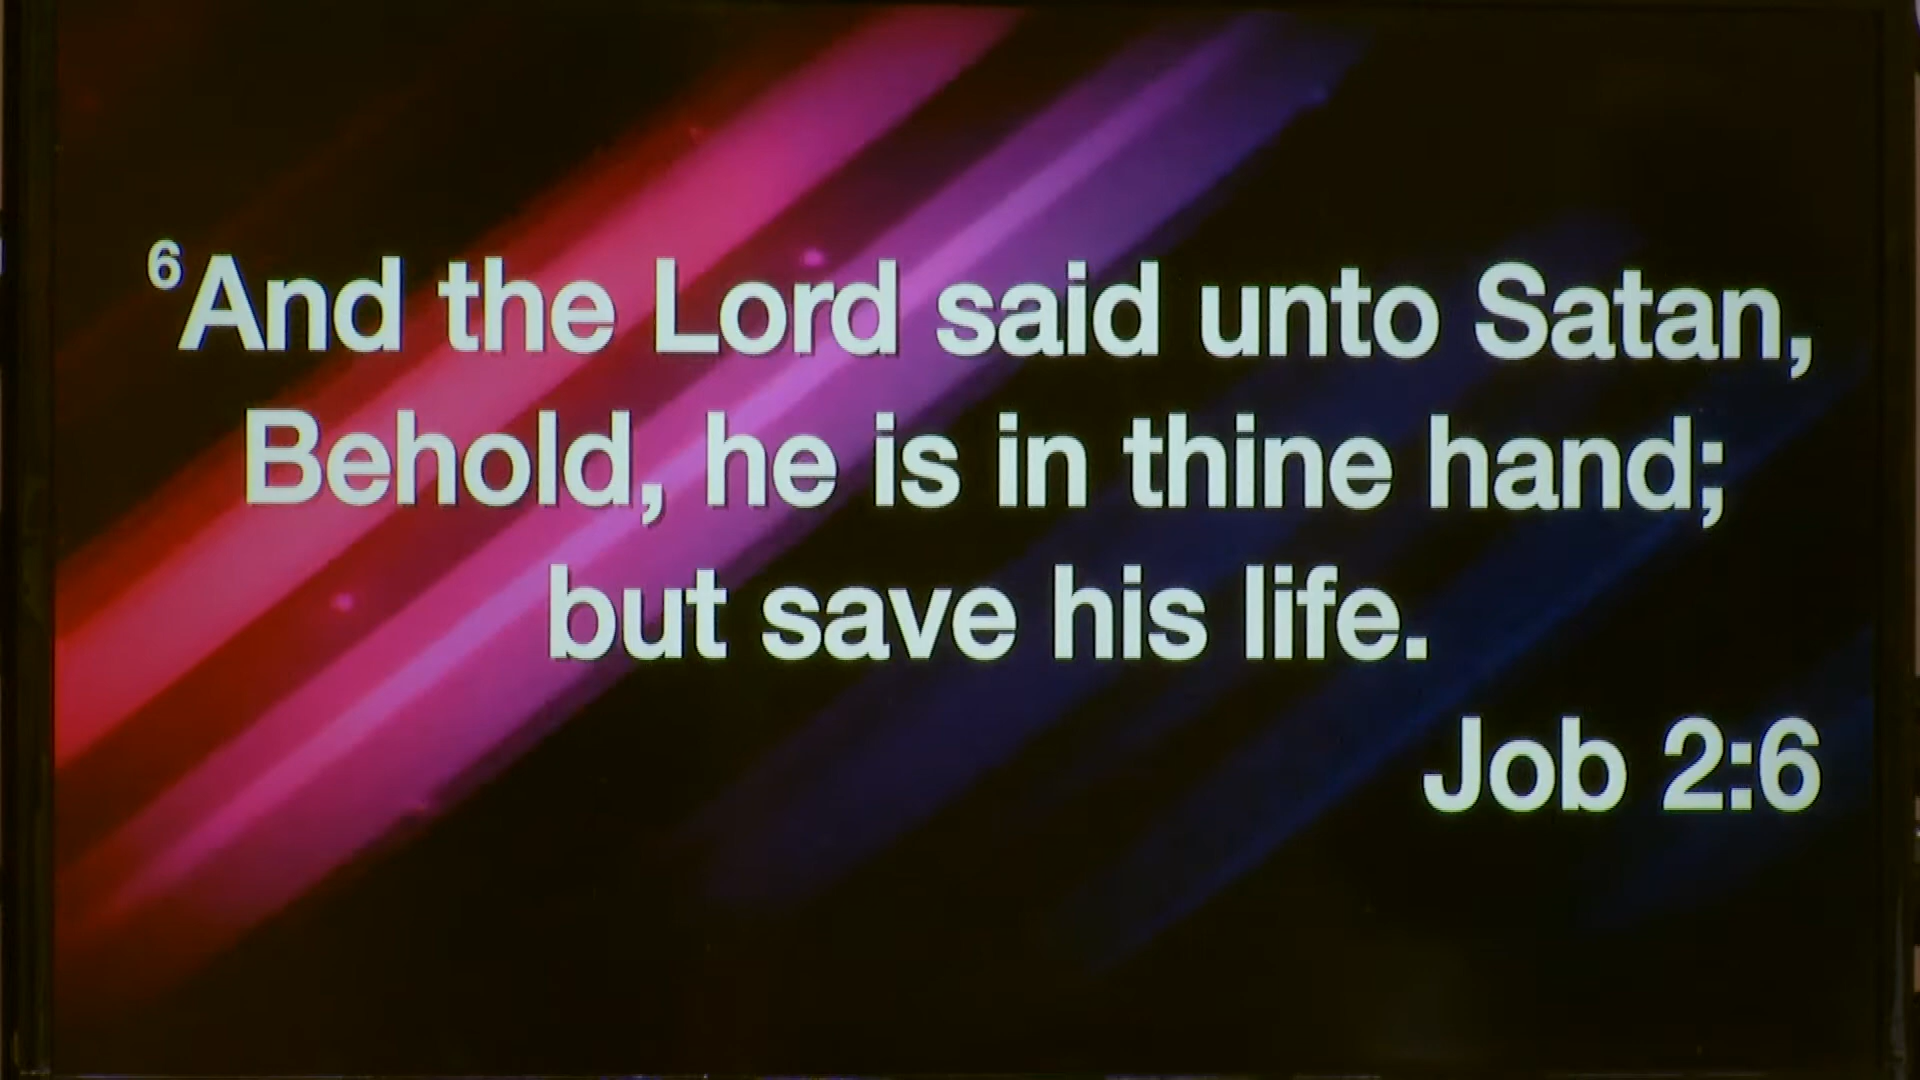 6And the Lord said unto Satan,
Behold, he is in thine hand;
but save his life.
Job 2:6